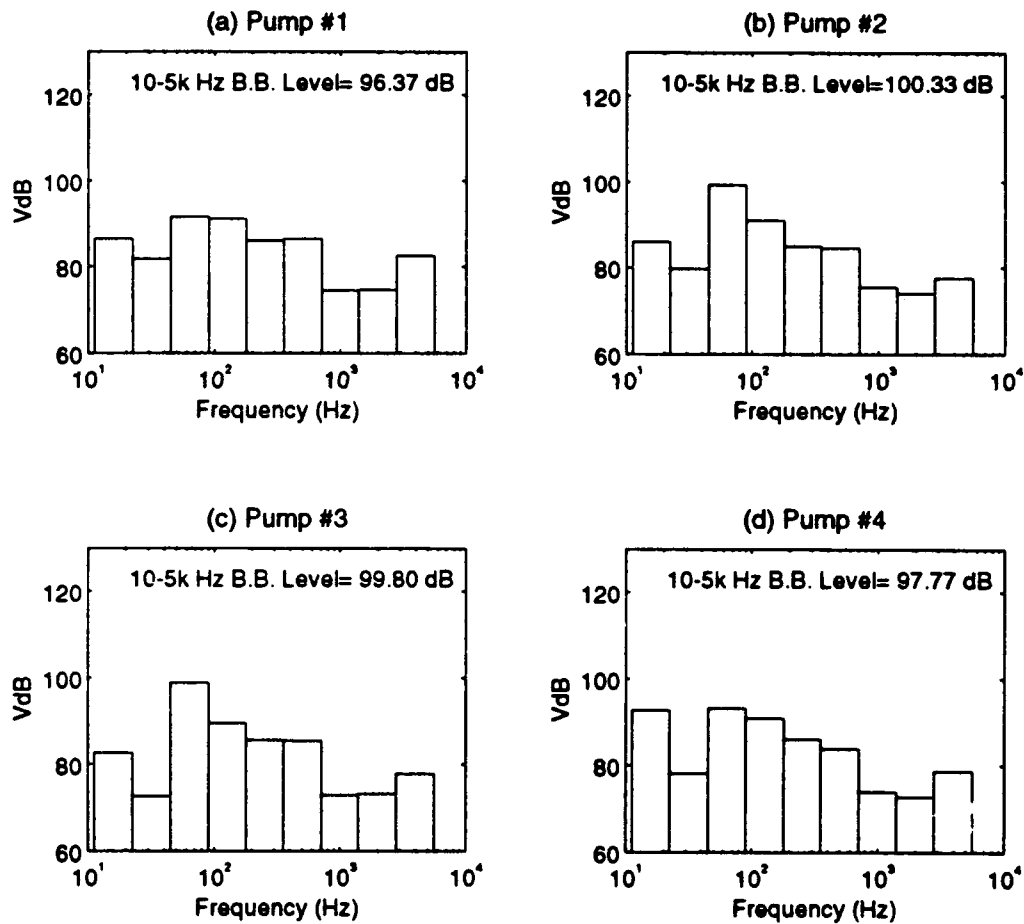 (a) Pump #1
10-5k Hz B.B. Level= 96.37 dB
120
100
80
60
VdB
10¹ 10² 10³ 10⁴
Frequency (Hz)
(b) Pump #2
10-5k Hz B.B. Level=100.33 dB
120
100
80
60
VdB
10¹ 10² 10³ 10⁴
Frequency (Hz)
(c) Pump #3
10-5k Hz B.B. Level= 99.80 dB
120
100
80
60
VdB
10¹ 10² 10³ 10⁴
Frequency (Hz)
(d) Pump #4
10-5k Hz B.B. Level= 97.77 dB
120
100
80
60
VdB
10¹ 10² 10³ 10⁴
Frequency (Hz)